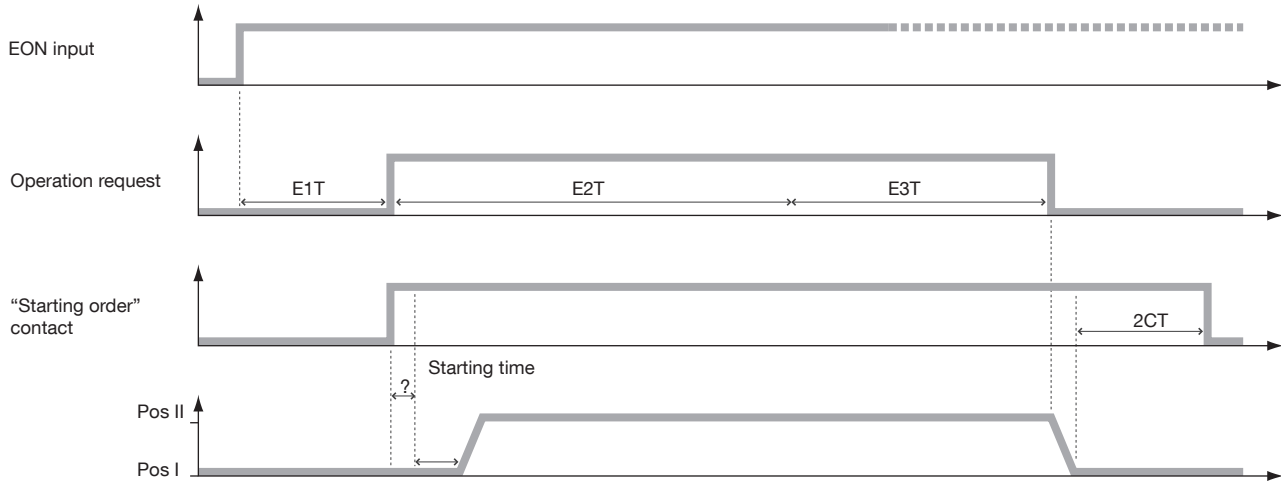 EON input
Operation request
E1T
E2T
E3T
“Starting order”
contact
2CT
Starting time
?
Pos II
Pos I